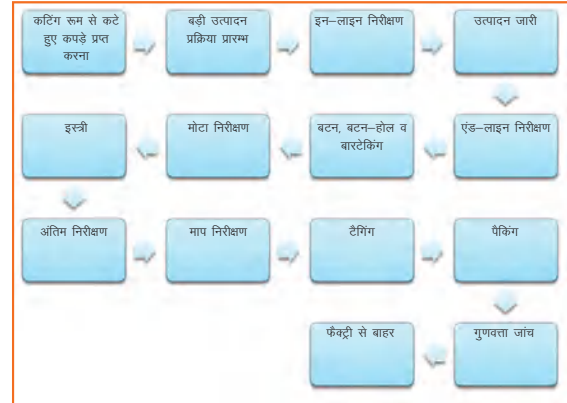 कटिंग रूम से कटे
हुए कपड़े प्रप्त
करना
बड़ी उत्पादन
प्रक्रिया प्रारम्भ
इन–लाइन निरीक्षण
उत्पादन जारी
एंड–लाइन निरीक्षण
बटन, बटन–होल व
बारटेकिंग
मोटा निरीक्षण
इस्त्री
अंतिम निरीक्षण
माप निरीक्षण
टैगिंग
पैकिंग
गुणवत्ता जांच
फैक्ट्री से बाहर